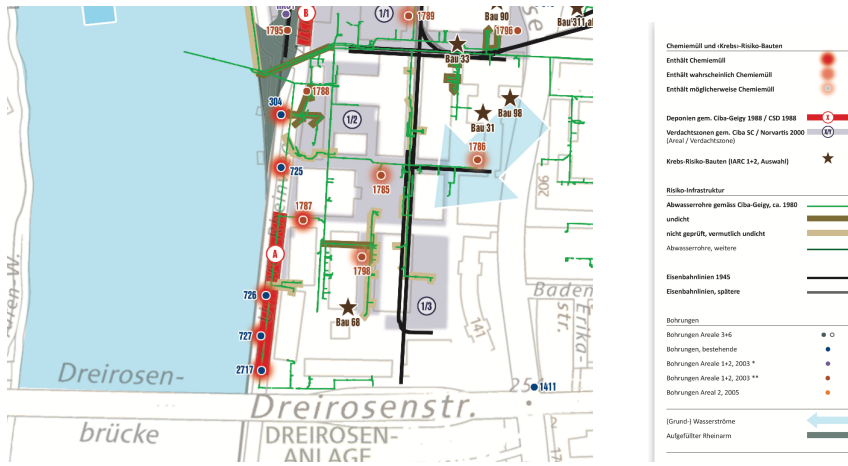 1789
Bau 90
B
1/1
1795
1796
Bau 33
1788
304
1/2
Bau 31
Bau 98
1786
725
1785
206
1787
A
1798
726
1/3
Bau 68
Baden
str.
Erika-
141
727
2717
1411
Dreirosen-
brücke
Dreirosenstr.
DREIROSEN-
ANLAGE
Chemiemüll und ‹Krebs›-Risiko-Bauten
Enthält Chemiemüll
Enthält wahrscheinlich Chemiemüll
Enthält möglicherweise Chemiemüll
Deponien gem. Ciba-Geigy 1988 / CSD 1988
X
Verdachtszonen gem. Ciba SC / Norvartis 2000
X/Y
(Areal / Verdachtszone)
Krebs-Risiko-Bauten (IARC 1+2, Auswahl)
Risiko-Infrastruktur
Abwasserrohre gemäss Ciba-Geigy, ca. 1980
undicht
nicht geprüft, vermutlich undicht
Abwasserrohre, weitere
Eisenbahnlinien 1945
Eisenbahnlinien, spätere
Bohrungen
Bohrungen Areale 3+6
Bohrungen, bestehende
Bohrungen Areale 1+2, 2003 *
Bohrungen Areale 1+2, 2003 **
Bohrungen Areal 2, 2005
(Grund-) Wasserströme
Aufgefüllter Rheinarm